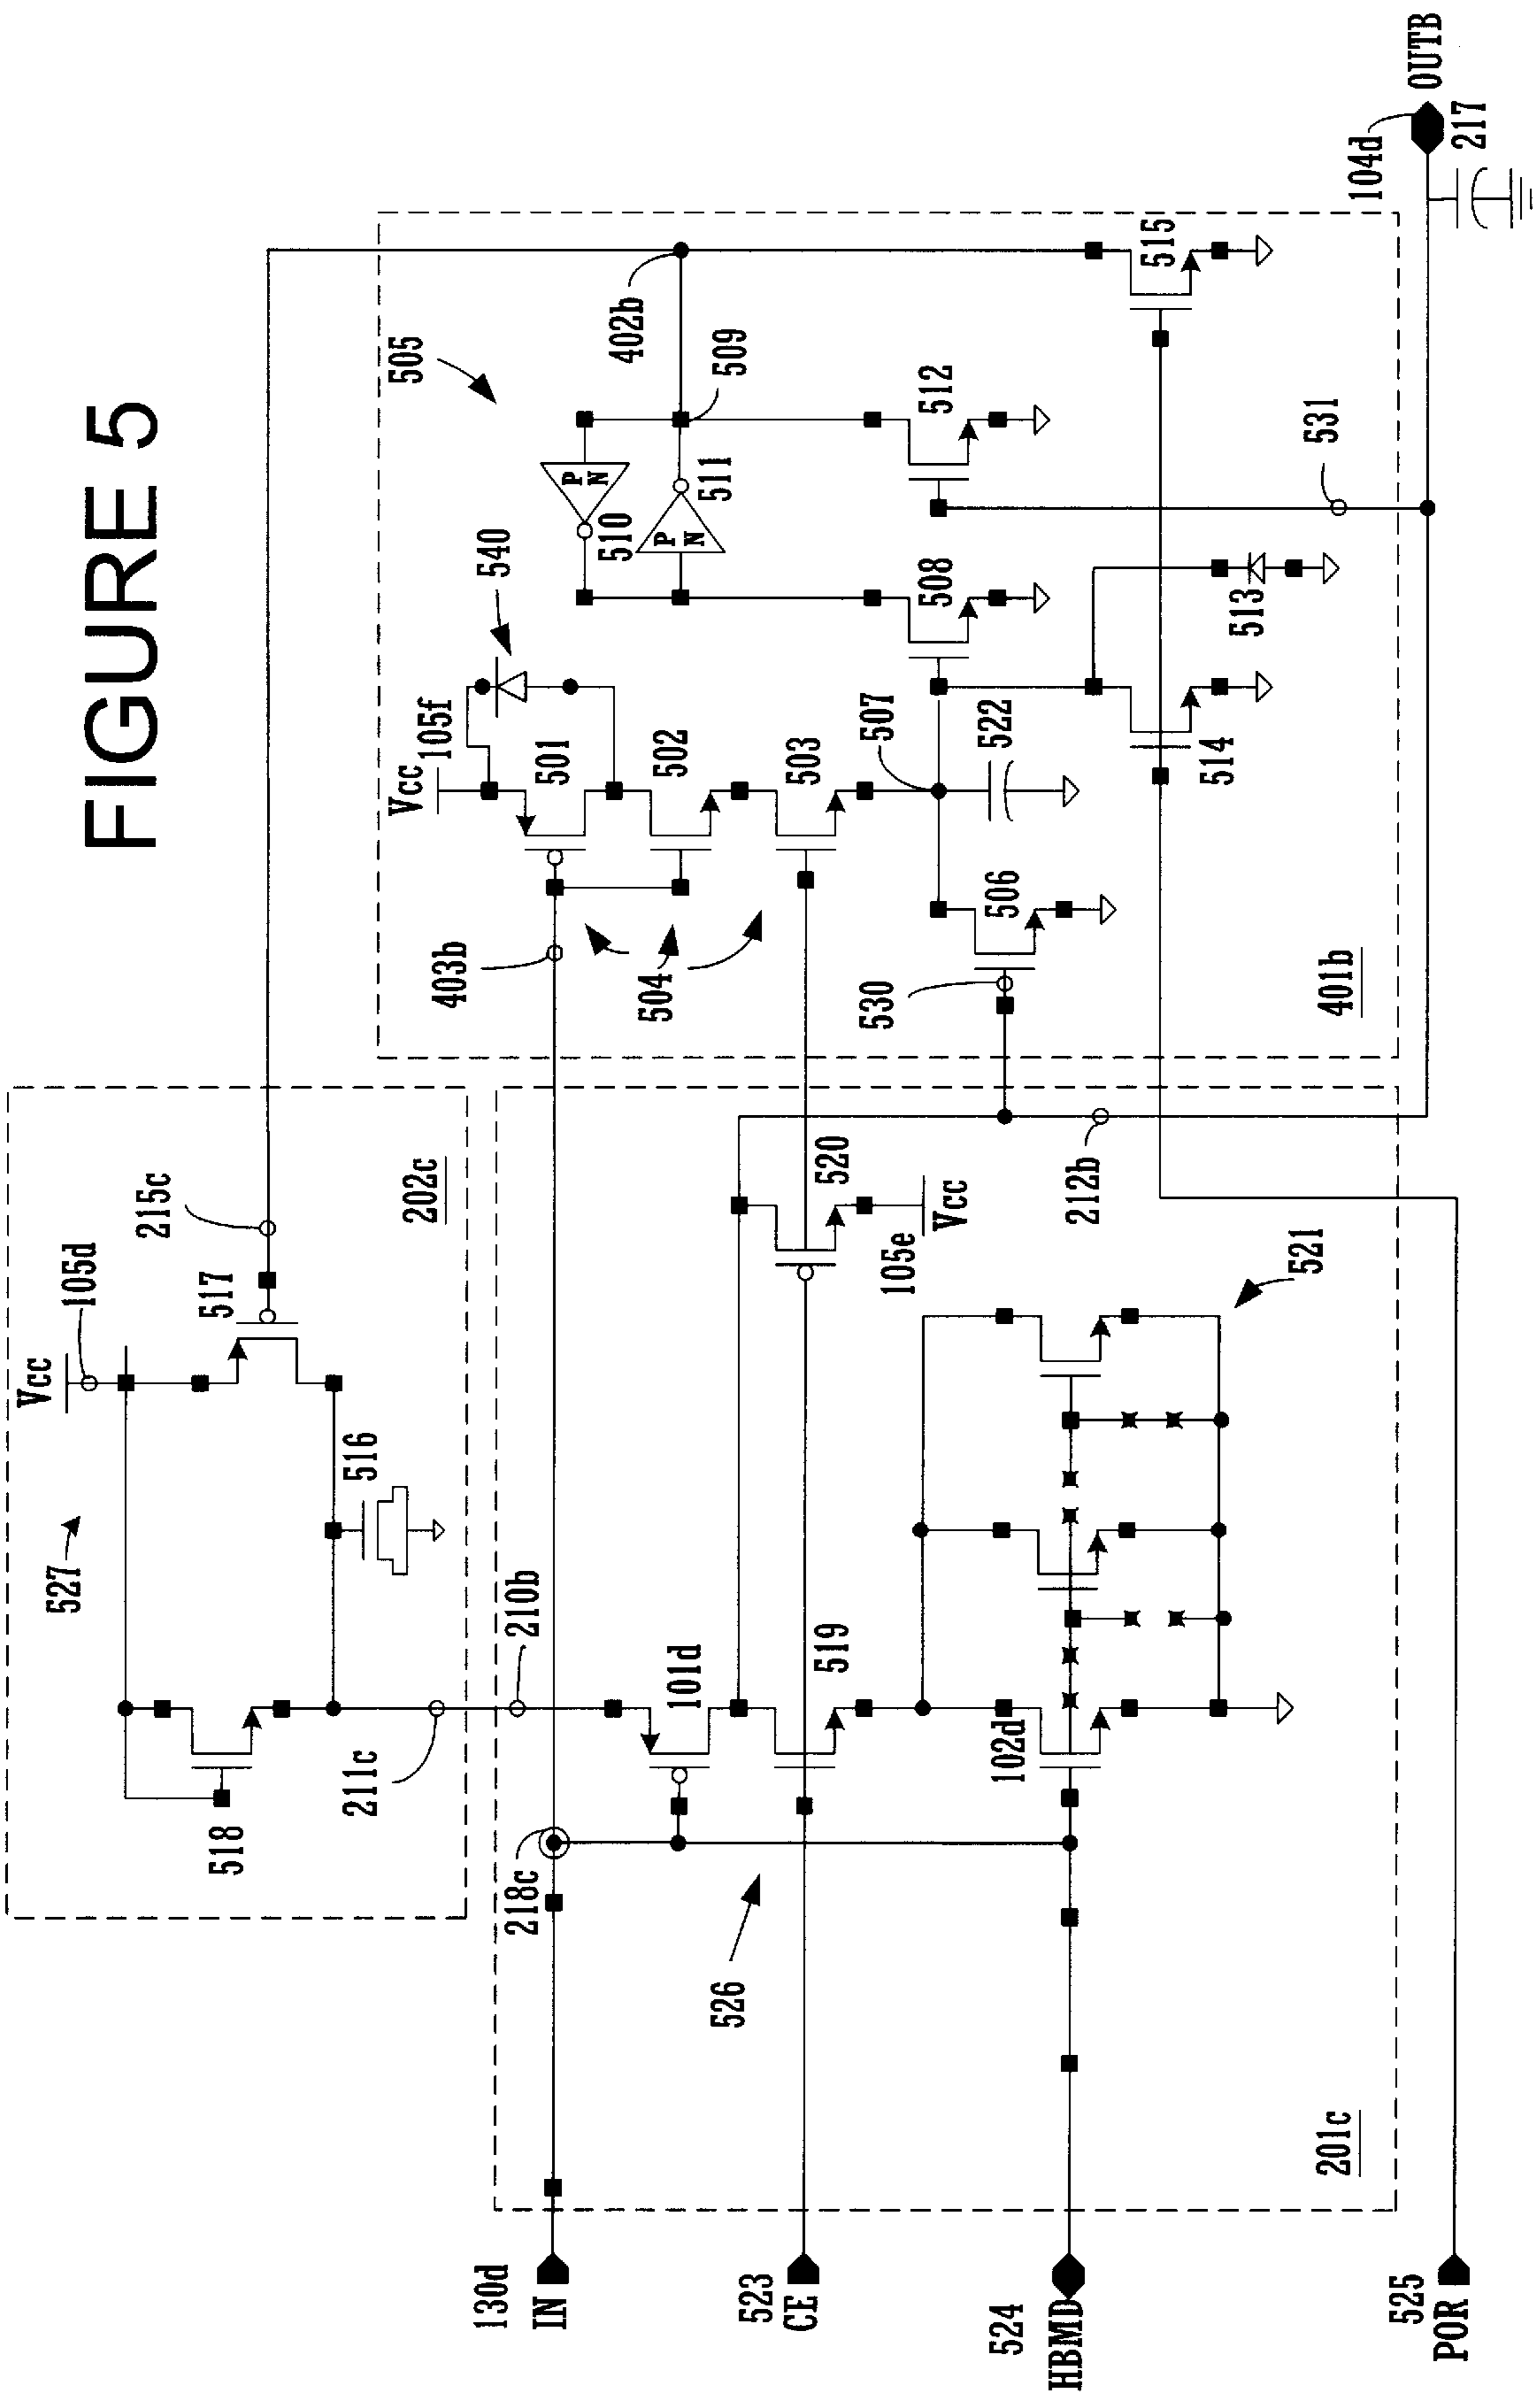 FIGURE 5
Vcc
105d
215c
527
517
516
518
202c
211c
210b
505
540
402b
509
510
511
Vcc
105f
501
502
503
504
403b
507
522
506
530
508
512
513
514
515
531
401b
104d
OUTB
217
218c
101d
519
520
105e
Vcc
102d
526
521
212b
201c
130d
IN
523
CE
524
HBMD
525
POR
P
N
P
N